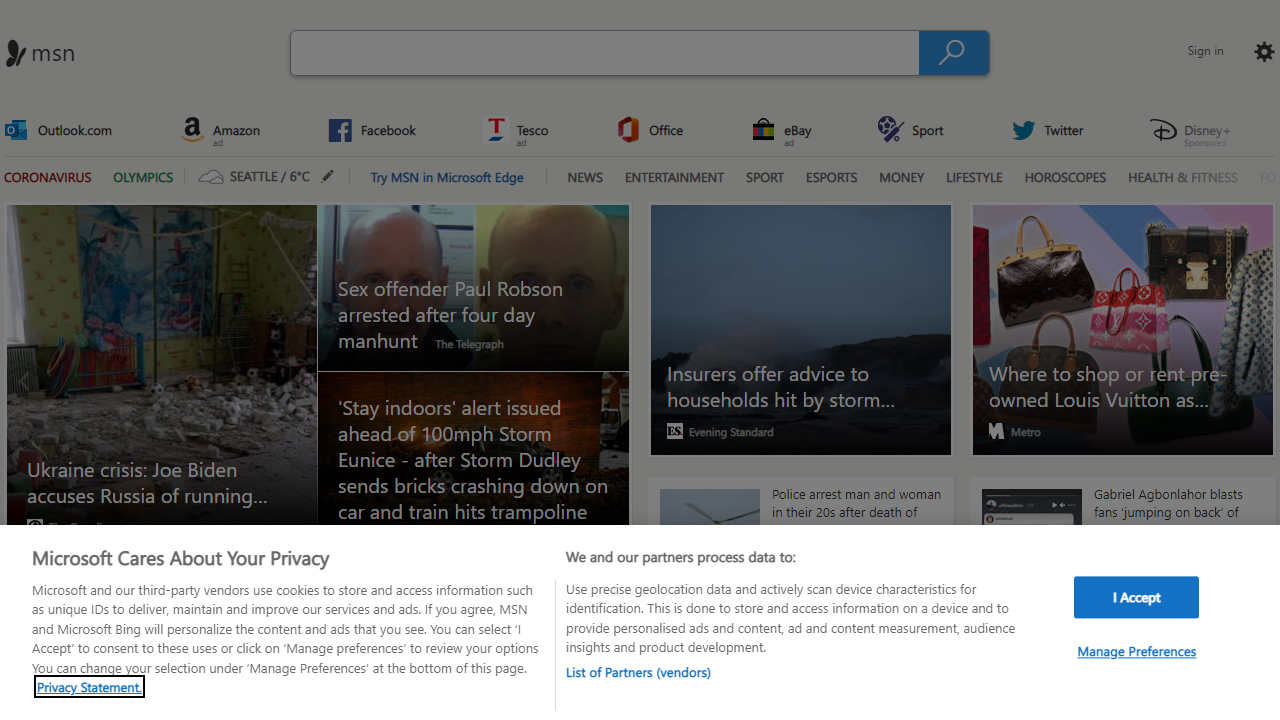 msn
Sign in
Outlook.com
Amazon
ad
Facebook
Tesco
ad
Office
eBay
ad
Sport
Twitter
Disney+
Sponsored
CORONAVIRUS
OLYMPICS
SEATTLE / 6°C
Try MSN in Microsoft Edge
NEWS
ENTERTAINMENT
SPORT
ESPORTS
MONEY
LIFESTYLE
HOROSCOPES
HEALTH & FITNESS
Ukraine crisis: Joe Biden
accuses Russia of running...
Sex offender Paul Robson
arrested after four day
manhunt The Telegraph
'Stay indoors' alert issued
ahead of 100mph Storm
Eunice - after Storm Dudley
sends bricks crashing down on
car and train hits trampoline
Insurers offer advice to
households hit by storm...
ES Evening Standard
Where to shop or rent pre-
owned Louis Vuitton as...
M Metro
Police arrest man and woman
in their 20s after death of
Gabriel Agbonlahor blasts
fans 'jumping on back' of
Microsoft Cares About Your Privacy
Microsoft and our third-party vendors use cookies to store and access information such
as unique IDs to deliver, maintain and improve our services and ads. If you agree, MSN
and Microsoft Bing will personalize the content and ads that you see. You can select 'I
Accept' to consent to these uses or click on 'Manage preferences' to review your options
You can change your selection under 'Manage Preferences' at the bottom of this page.
Privacy Statement.
We and our partners process data to:
Use precise geolocation data and actively scan device characteristics for
identification. This is done to store and access information on a device and to
provide personalised ads and content, ad and content measurement, audience
insights and product development.
List of Partners (vendors)
I Accept
Manage Preferences